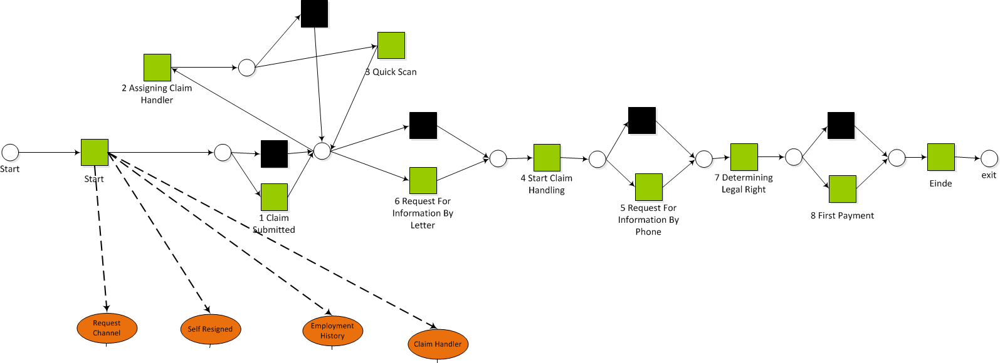 3 Quick Scan
2 Assigning Claim
Handler
Start
Start
1 Claim
Submitted
6 Request For
Information By
Letter
4 Start Claim
Handling
5 Request For
Information By
Phone
7 Determining
Legal Right
8 First Payment
Einde
exit
Request
Channel
Self Resigned
Employment
History
Claim Handler